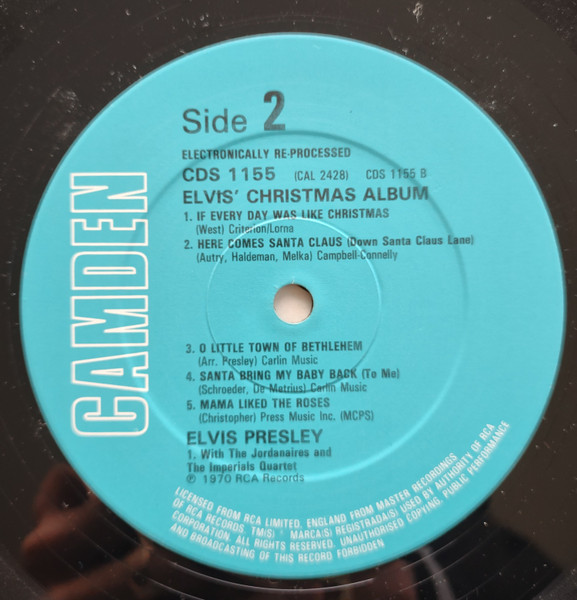 CAMDEN
Side 2
ELECTRONICALLY RE-PROCESSED
CDS 1155 (CAL 2428) CDS 1155 B
ELVIS' CHRISTMAS ALBUM
1. IF EVERY DAY WAS LIKE CHRISTMAS
(West) Criterion/Lorna
2. HERE COMES SANTA CLAUS (Down Santa Claus Lane)
(Autry, Haldeman, Melka) Campbell-Connelly
3. O LITTLE TOWN OF BETHLEHEM
(Arr. Presley) Carlin Music
4. SANTA BRING MY BABY BACK (To Me)
(Schroeder, De Metrius) Carlin Music
5. MAMA LIKED THE ROSES
(Christopher) Press Music Inc. (MCPS)
ELVIS PRESLEY
1. With The Jordanaires and
The Imperials Quartet
℗ 1970 RCA Records
LICENSED FROM RCA LIMITED, ENGLAND FROM MASTER RECORDINGS
OF RCA RECORDS, TM(S) • MARCA(S) REGISTRADA(S) USED BY AUTHORITY OF RCA
CORPORATION. ALL RIGHTS RESERVED. UNAUTHORISED COPYING, PUBLIC PERFORMANCE
AND BROADCASTING OF THIS RECORD FORBIDDEN